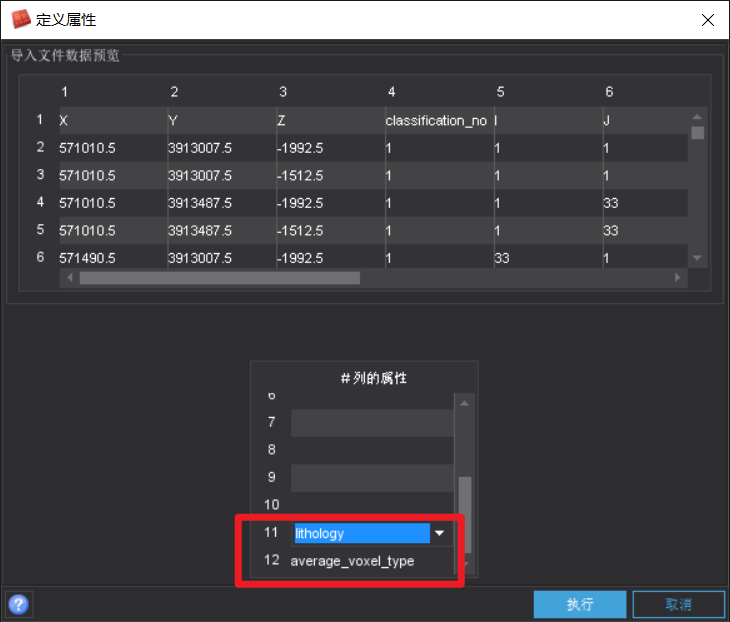 定义属性
导入文件数据预览
1 2 3 4 5 6
1 X Y Z classification_no I J
2 571010.5 3913007.5 -1992.5 1 1 1
3 571010.5 3913007.5 -1512.5 1 1 1
4 571010.5 3913487.5 -1992.5 1 1 33
5 571010.5 3913487.5 -1512.5 1 1 33
6 571490.5 3913007.5 -1992.5 1 33 1
#列的属性
6
7
8
9
10
11 lithology
12 average_voxel_type
? 执行 取消